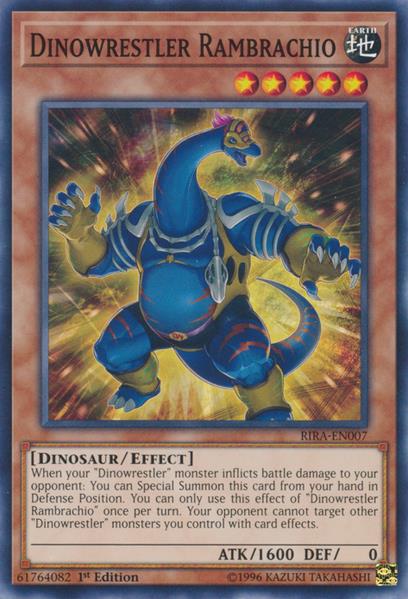 DINOWRESTLER RAMBRACHIO
EARTH
地
RIRA-EN007
[DINOSAUR/EFFECT]
When your "Dinowrestler" monster inflicts battle damage to your
opponent: You can Special Summon this card from your hand in
Defense Position. You can only use this effect of "Dinowrestler
Rambrachio" once per turn. Your opponent cannot target other
"Dinowrestler" monsters you control with card effects.
ATK/1600 DEF/ 0
61764082 1st Edition ©1996 KAZUKI TAKAHASHI